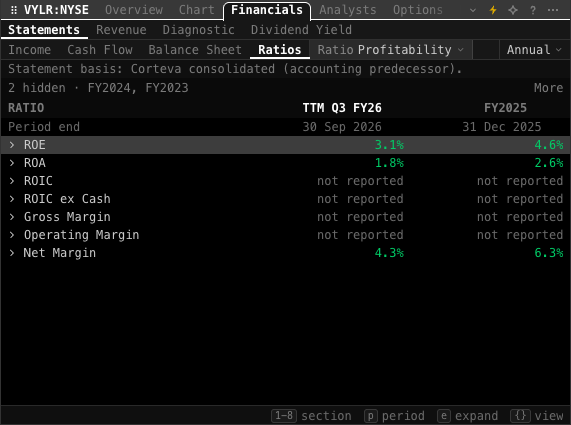 VYLR:NYSE Overview Chart Financials Analysts Options ?
Statements Revenue Diagnostic Dividend Yield
Income Cash Flow Balance Sheet Ratios Ratio Profitability Annual
Statement basis: Corteva consolidated (accounting predecessor).
2 hidden · FY2024, FY2023 More
RATIO TTM Q3 FY26 FY2025
Period end 30 Sep 2026 31 Dec 2025
ROE 3.1% 4.6%
ROA 1.8% 2.6%
ROIC not reported not reported
ROIC ex Cash not reported not reported
Gross Margin not reported not reported
Operating Margin not reported not reported
Net Margin 4.3% 6.3%
1–8 section p period e expand {} view